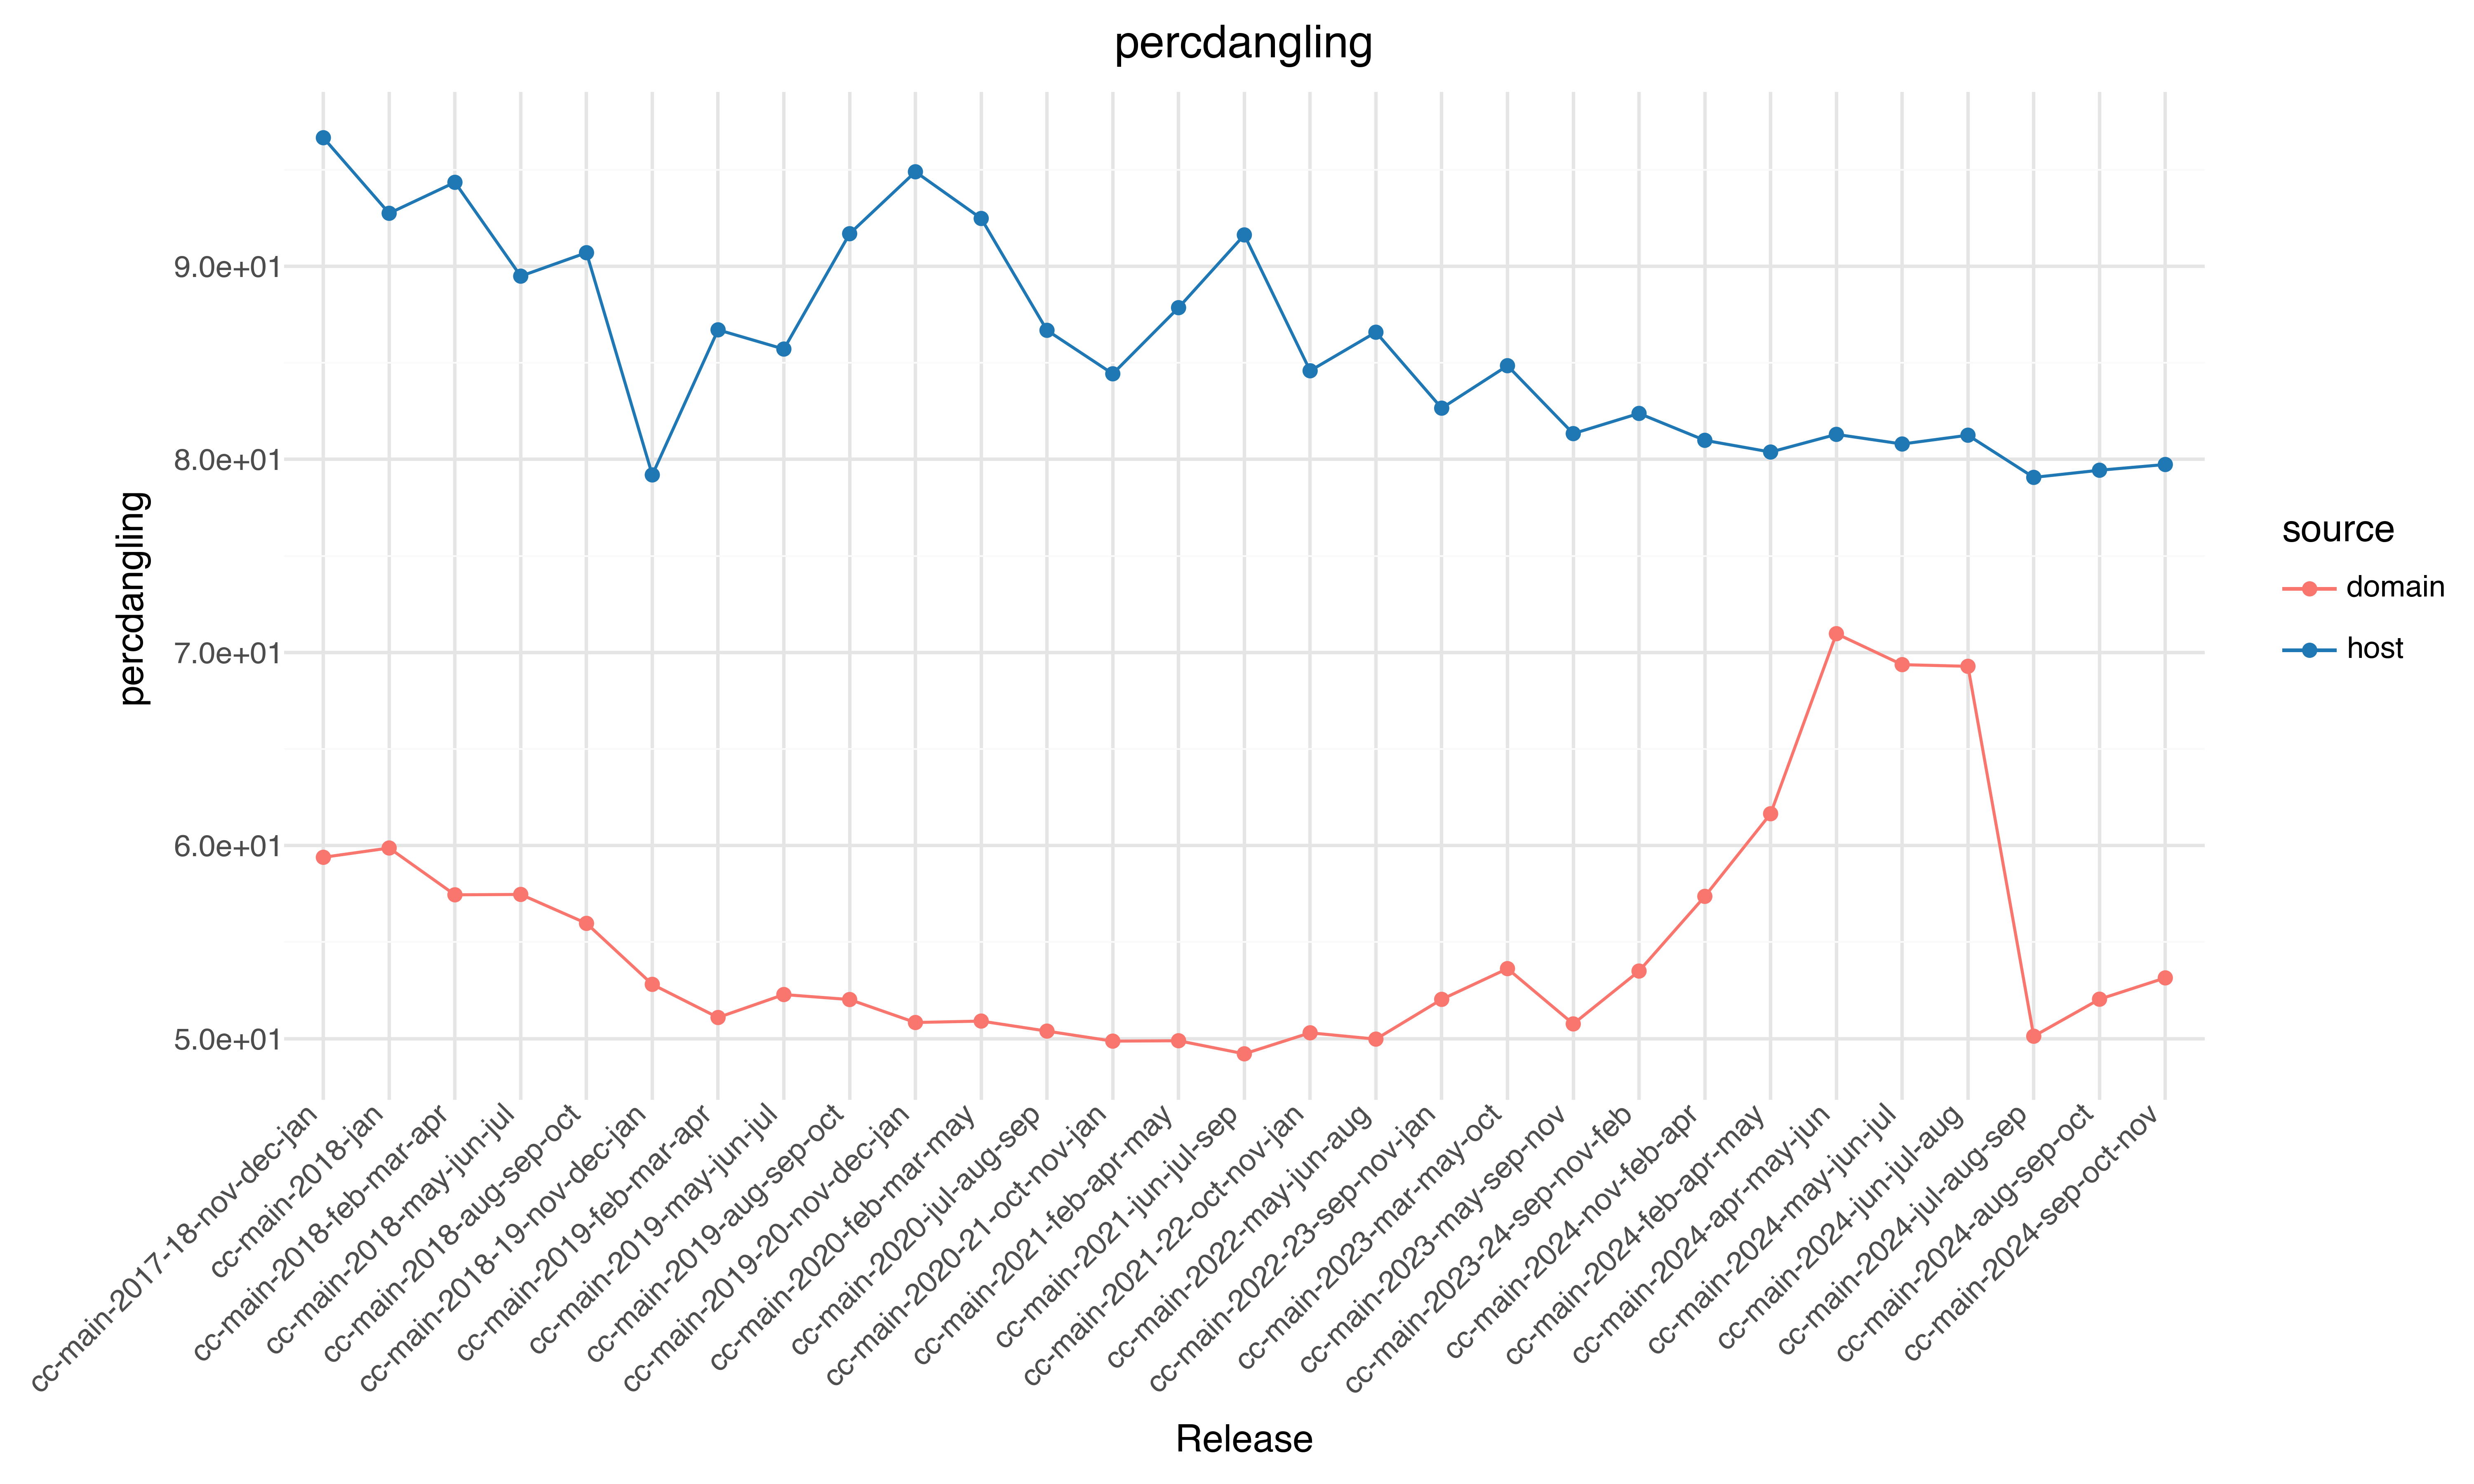 percdangling
percdangling
9.0e+01
8.0e+01
7.0e+01
6.0e+01
5.0e+01
source
domain
host
cc-main-2017-18-nov-dec-jan
cc-main-2018-jan
cc-main-2018-feb-mar-apr
cc-main-2018-may-jun-jul
cc-main-2018-aug-sep-oct
cc-main-2018-19-nov-dec-jan
cc-main-2019-feb-mar-apr
cc-main-2019-may-jun-jul
cc-main-2019-aug-sep-oct
cc-main-2019-20-nov-dec-jan
cc-main-2020-feb-mar-may
cc-main-2020-jul-aug-sep
cc-main-2020-21-oct-nov-jan
cc-main-2021-feb-apr-may
cc-main-2021-jun-jul-sep
cc-main-2021-22-oct-nov-jan
cc-main-2022-may-jun-aug
cc-main-2022-23-sep-nov-jan
cc-main-2023-mar-may-oct
cc-main-2023-may-sep-nov
cc-main-2023-24-sep-nov-feb
cc-main-2024-nov-feb-apr
cc-main-2024-feb-apr-may
cc-main-2024-apr-may-jun
cc-main-2024-may-jun-jul
cc-main-2024-jun-jul-aug
cc-main-2024-jul-aug-sep
cc-main-2024-aug-sep-oct
cc-main-2024-sep-oct-nov
Release